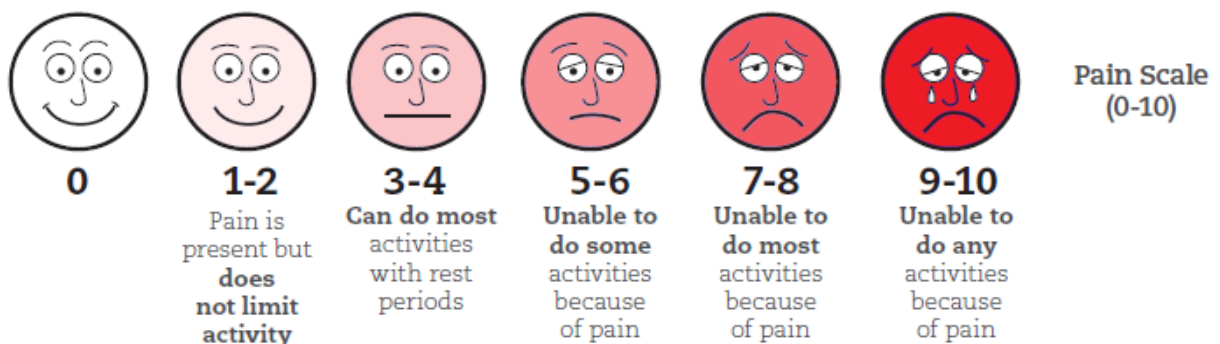 Pain Scale
(0-10)
0
1-2
Pain is
present but
does
not limit
activity
3-4
Can do most
activities
with rest
periods
5-6
Unable to
do some
activities
because
of pain
7-8
Unable to
do most
activities
because
of pain
9-10
Unable to
do any
activities
because
of pain